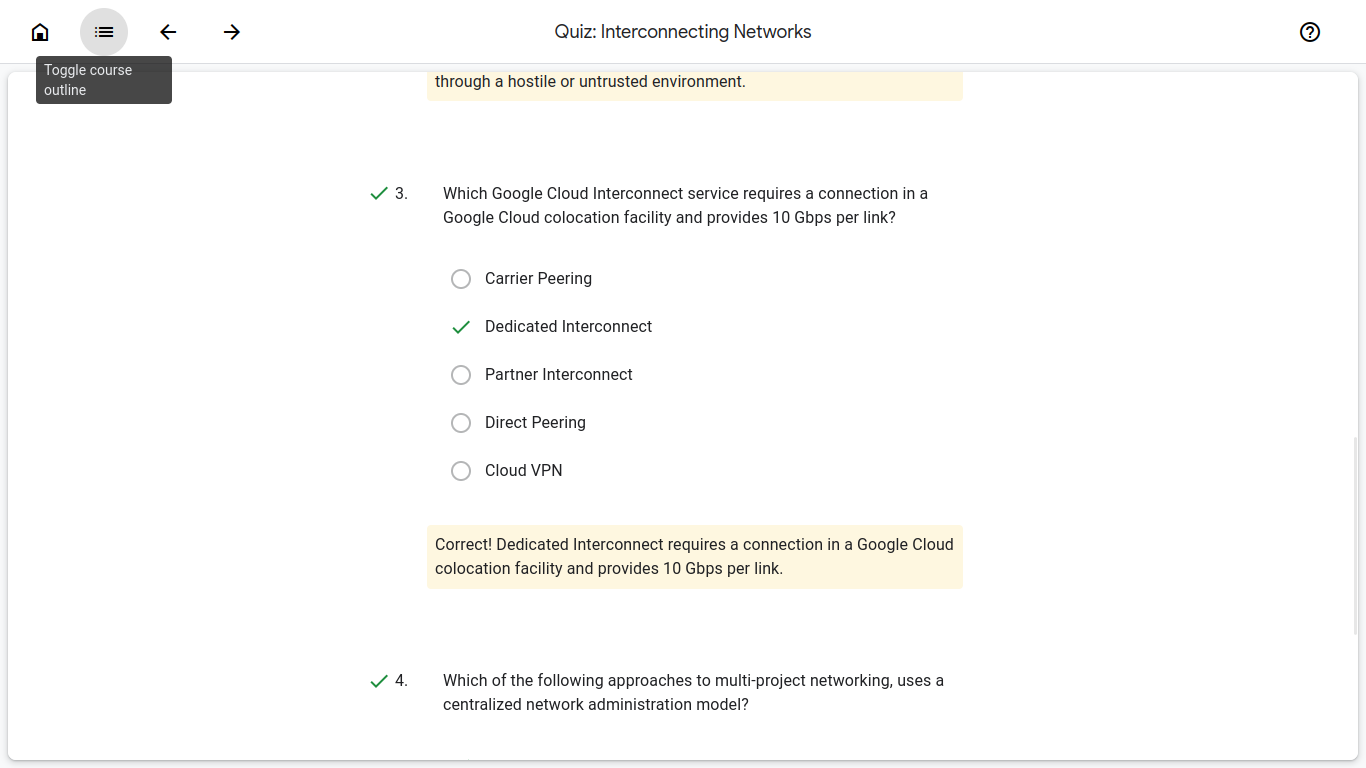 Quiz: Interconnecting Networks
Toggle course
outline
through a hostile or untrusted environment.
3. Which Google Cloud Interconnect service requires a connection in a
Google Cloud colocation facility and provides 10 Gbps per link?
Carrier Peering
Dedicated Interconnect
Partner Interconnect
Direct Peering
Cloud VPN
Correct! Dedicated Interconnect requires a connection in a Google Cloud
colocation facility and provides 10 Gbps per link.
4. Which of the following approaches to multi-project networking, uses a
centralized network administration model?